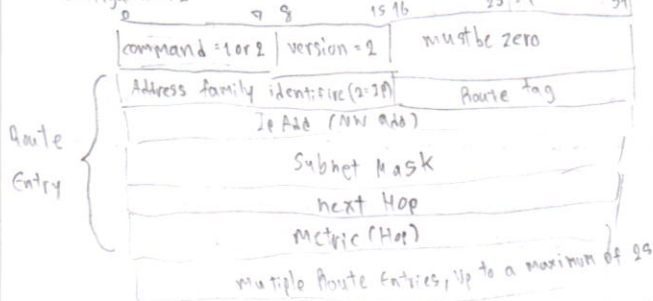 0 7 8 15 16 23 31
command = 1 or 2 version = 2 must be zero
Address family identifire (2=IP) Route tag
Ip Add (NW add)
Subnet Mask
next Hop
Metric (Hop)
Route
Entry
multiple Route Entries, Up to a maximum of 25